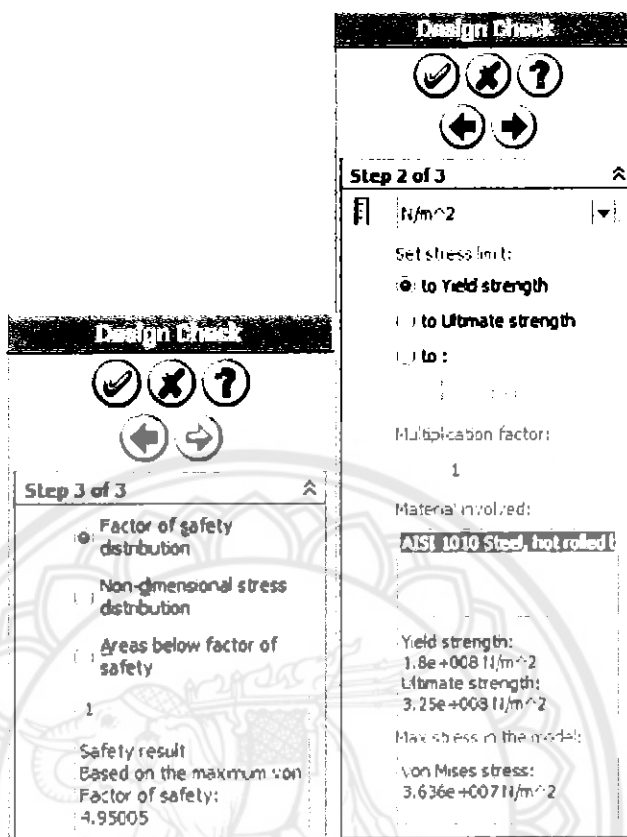 Design Check
Step 2 of 3
N/m^2
Set stress limit:
to Yield strength
to Ultimate strength
to :
Multiplication factor:
1
Material involved:
AISI 1010 Steel, hot rolled b
Yield strength:
1.8e+008 N/m^2
Ultimate strength:
3.25e+008 N/m^2
Max stress in the model:
von Mises stress:
3.636e+007 N/m^2
Design Check
Step 3 of 3
Factor of safety
distribution
Non-dimensional stress
distribution
Areas below factor of
safety
1
Safety result
Based on the maximum von
Factor of safety:
4.95005